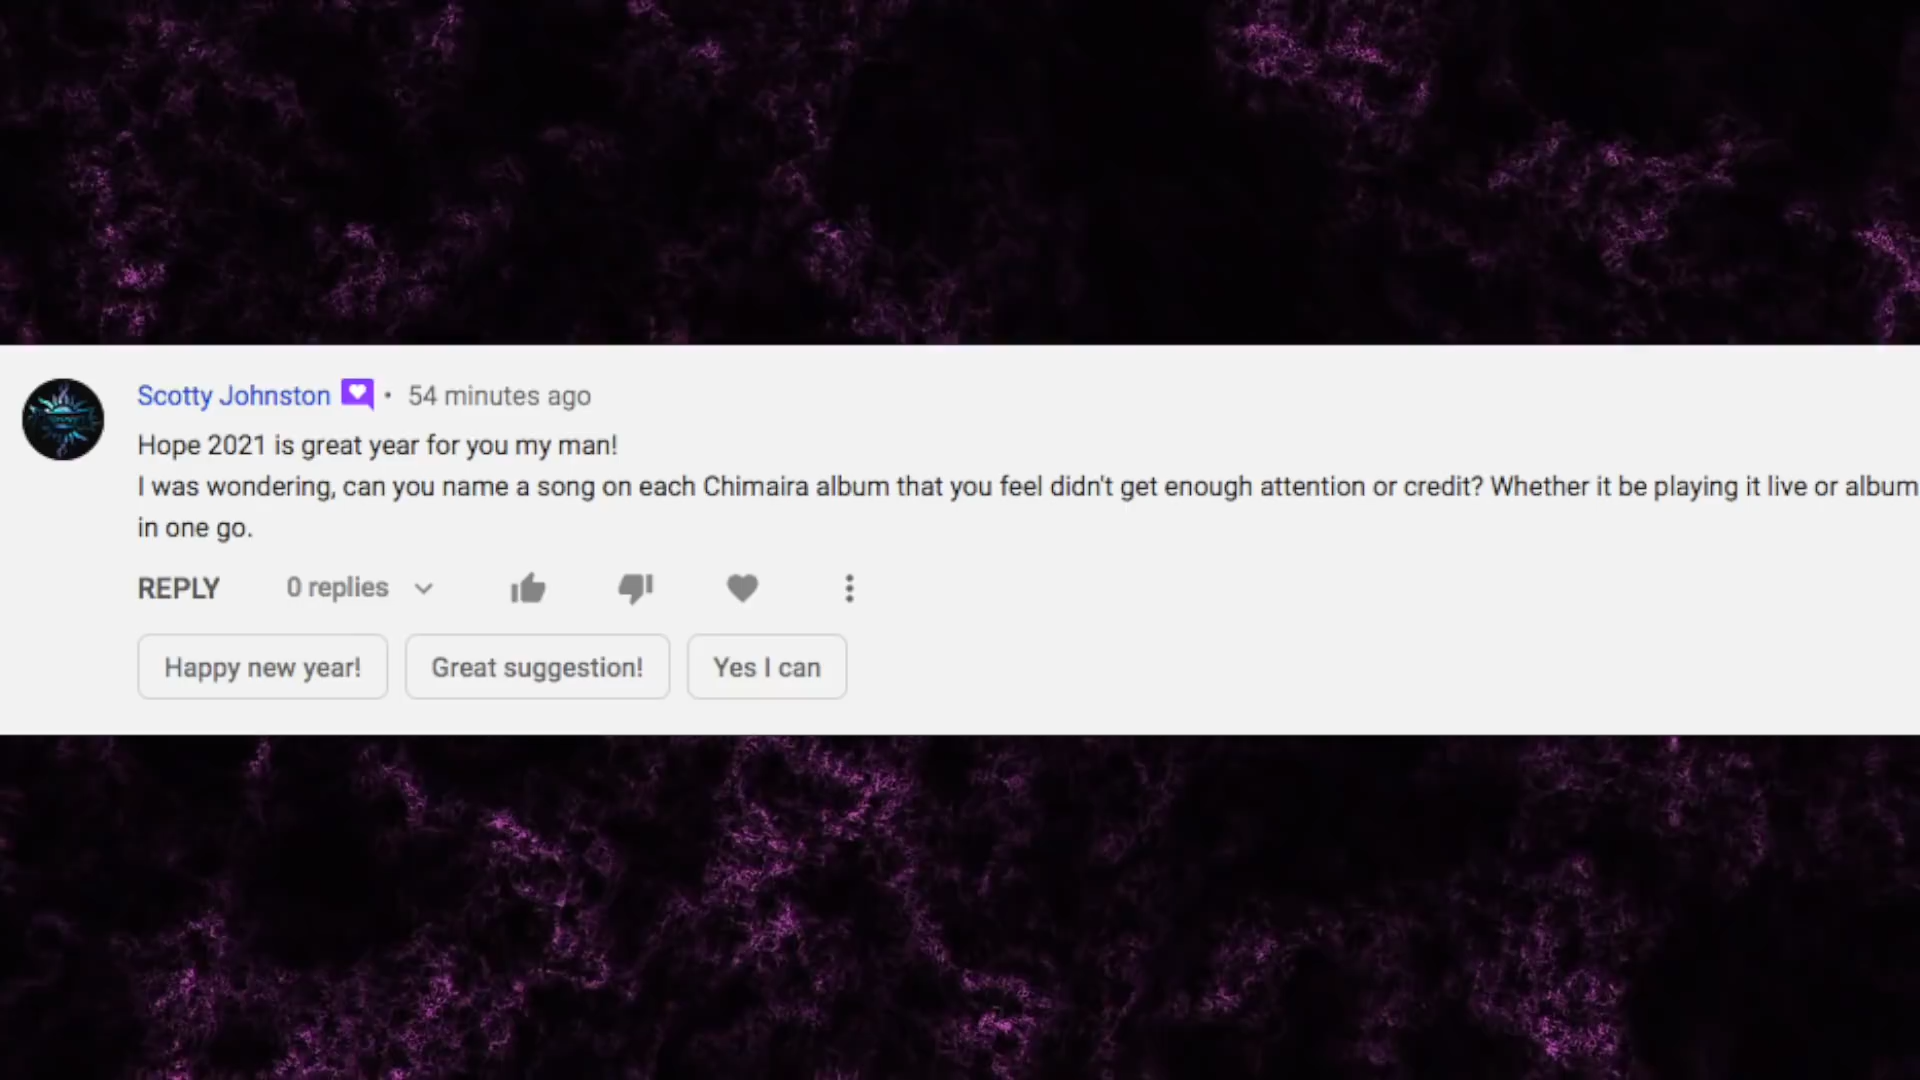 Scotty Johnston • 54 minutes ago
Hope 2021 is great year for you my man!
I was wondering, can you name a song on each Chimaira album that you feel didn't get enough attention or credit? Whether it be playing it live or album
in one go.
REPLY 0 replies
Happy new year! Great suggestion! Yes I can